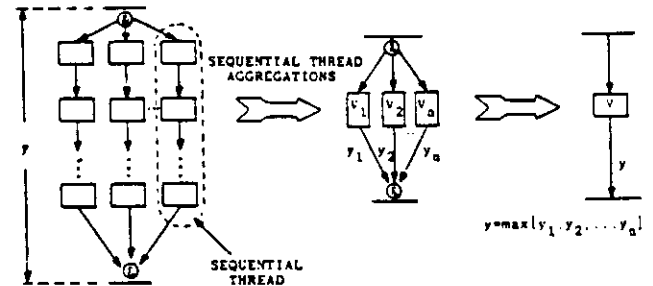 SEQUENTIAL THREAD
AGGREGATIONS
V1 V2 Vn
V
y
y1 y2 yn
y
y=max[y1,y2,...,yn]
SEQUENTIAL
THREAD